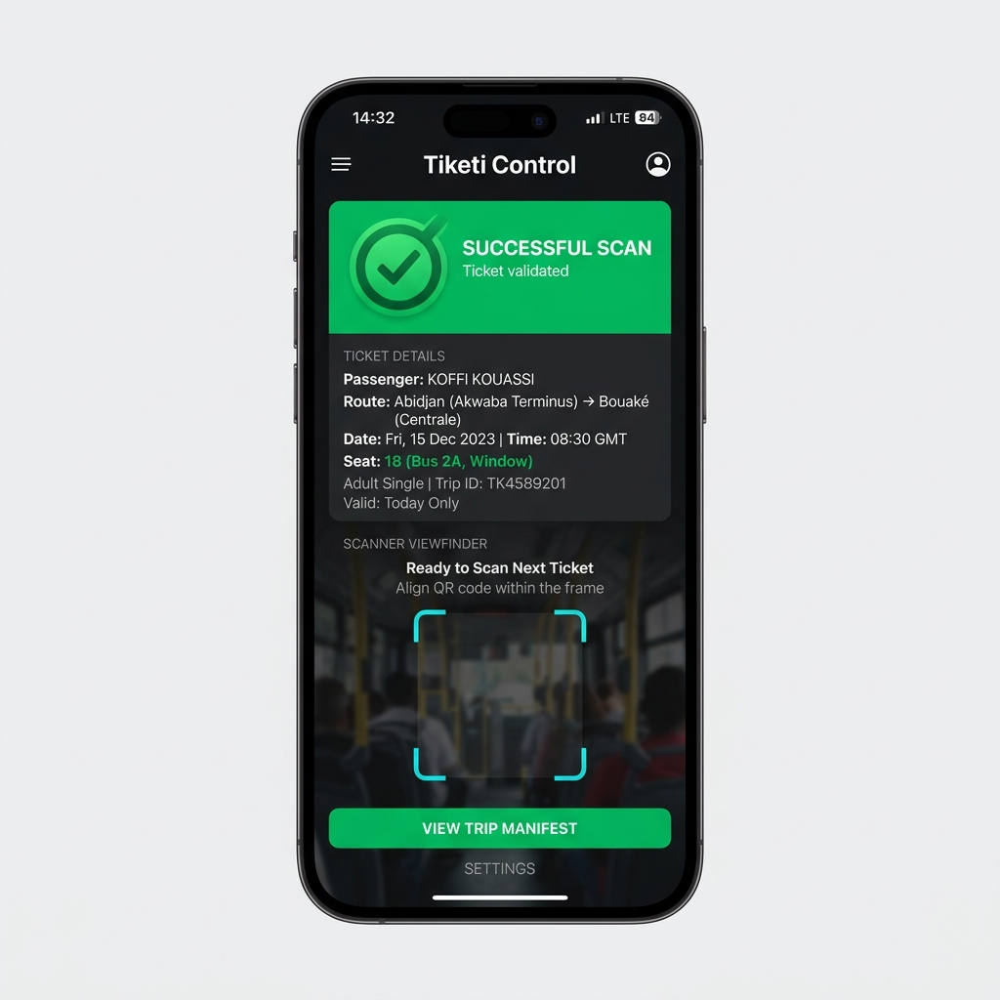 14:32
LTE 84
Tiketi Control
SUCCESSFUL SCAN
Ticket validated
TICKET DETAILS
Passenger: KOFFI KOUASSI
Route: Abidjan (Akwaba Terminus) → Bouaké
(Centrale)
Date: Fri, 15 Dec 2023 | Time: 08:30 GMT
Seat: 18 (Bus 2A, Window)
Adult Single | Trip ID: TK4589201
Valid: Today Only
SCANNER VIEWFINDER
Ready to Scan Next Ticket
Align QR code within the frame
VIEW TRIP MANIFEST
SETTINGS